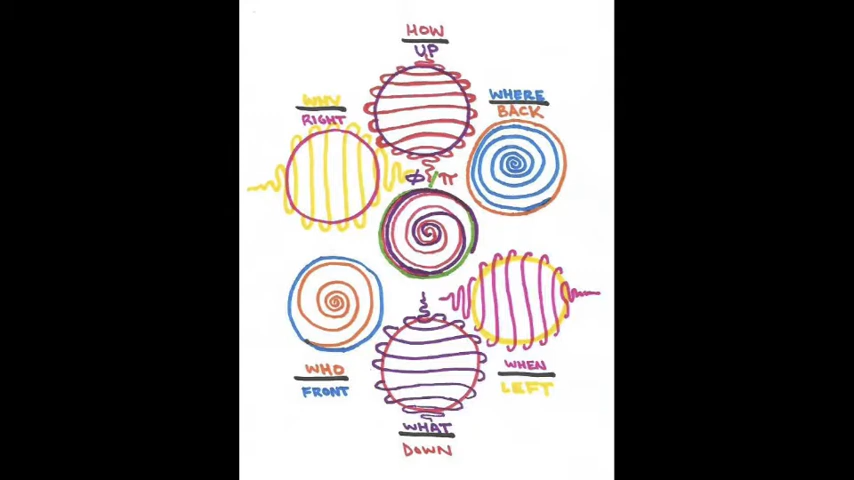 HOW
UP
WHY
RIGHT
WHERE
BACK
Φ/π
WHO
FRONT
WHEN
LEFT
WHAT
DOWN